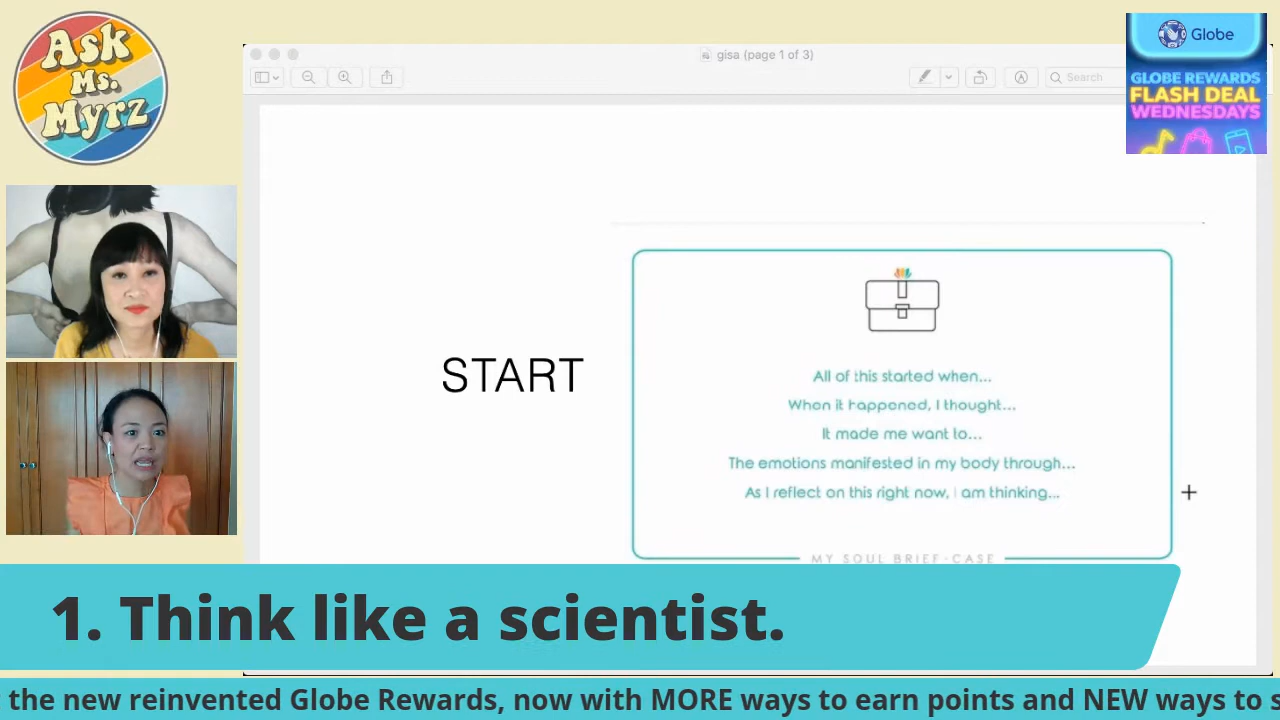 Ask
Ms.
Myrz
gisa (page 1 of 3)
Search
Globe
GLOBE REWARDS
FLASH DEAL
WEDNESDAYS
START
All of this started when...
When it happened, I thought...
It made me want to...
The emotions manifested in my body through...
As I reflect on this right now, I am thinking...
MY SOUL BRIEF-CASE
1. Think like a scientist.
the new reinvented Globe Rewards, now with MORE ways to earn points and NEW ways to s